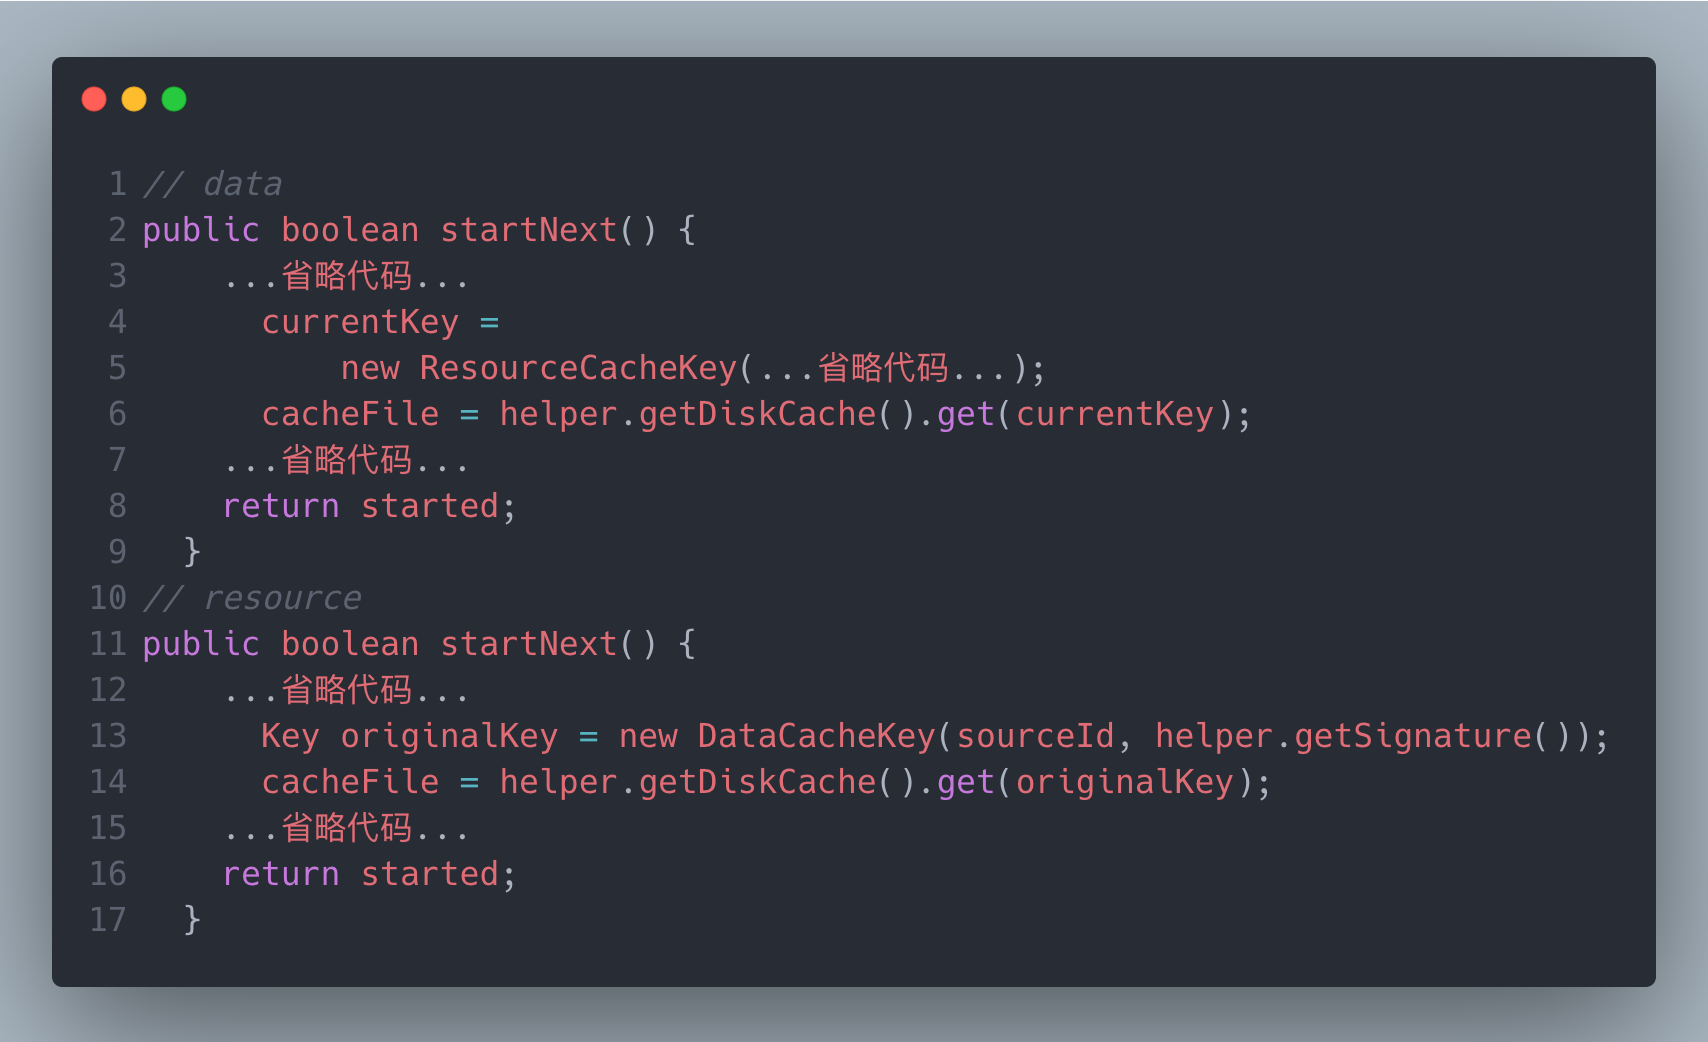 1 // data
2 public boolean startNext() {
3     ...省略代码...
4       currentKey =
5           new ResourceCacheKey(...省略代码...);
6       cacheFile = helper.getDiskCache().get(currentKey);
7     ...省略代码...
8     return started;
9   }
10 // resource
11 public boolean startNext() {
12     ...省略代码...
13       Key originalKey = new DataCacheKey(sourceId, helper.getSignature());
14       cacheFile = helper.getDiskCache().get(originalKey);
15     ...省略代码...
16     return started;
17   }